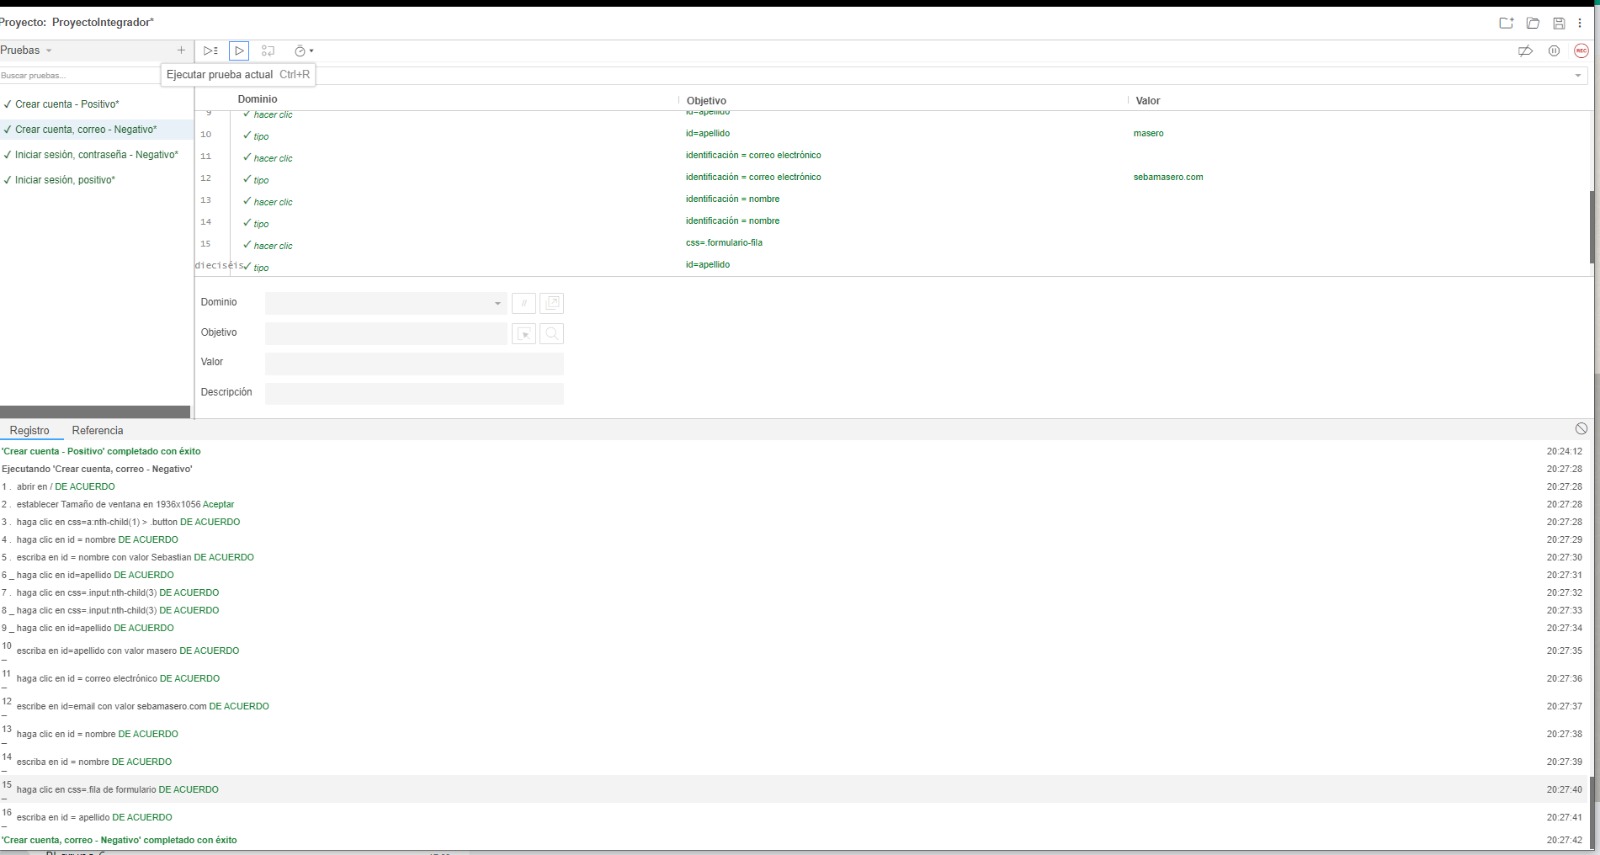 Proyecto: ProyectoIntegrador*
Pruebas
Buscar pruebas...
Ejecutar prueba actual Ctrl+R
✓ Crear cuenta - Positivo*
✓ Crear cuenta, correo - Negativo*
✓ Iniciar sesión, contraseña - Negativo*
✓ Iniciar sesión, positivo*
REC
Dominio Objetivo Valor
9 ✓ hacer clic id=apellido
10 ✓ tipo id=apellido masero
11 ✓ hacer clic identificación = correo electrónico
12 ✓ tipo identificación = correo electrónico sebamasero.com
13 ✓ hacer clic identificación = nombre
14 ✓ tipo identificación = nombre
15 ✓ hacer clic css=.formulario-fila
dieciséis ✓ tipo id=apellido
Dominio
//
Objetivo
Valor
Descripción
Registro Referencia
'Crear cuenta - Positivo' completado con éxito 20:24:12
Ejecutando 'Crear cuenta, correo - Negativo' 20:27:28
1 . abrir en / DE ACUERDO 20:27:28
2 . establecer Tamaño de ventana en 1936x1056 Aceptar 20:27:28
3 . haga clic en css=a:nth-child(1) > .button DE ACUERDO 20:27:28
4 . haga clic en id = nombre DE ACUERDO 20:27:29
5 . escriba en id = nombre con valor Sebastian DE ACUERDO 20:27:30
6 _ haga clic en id=apellido DE ACUERDO 20:27:31
7 . haga clic en css=.input:nth-child(3) DE ACUERDO 20:27:32
8 _ haga clic en css=.input:nth-child(3) DE ACUERDO 20:27:33
9 _ haga clic en id=apellido DE ACUERDO 20:27:34
10 _ escriba en id=apellido con valor masero DE ACUERDO 20:27:35
11 _ haga clic en id = correo electrónico DE ACUERDO 20:27:36
12 _ escribe en id=email con valor sebamasero.com DE ACUERDO 20:27:37
13 _ haga clic en id = nombre DE ACUERDO 20:27:38
14 _ escriba en id = nombre DE ACUERDO 20:27:39
15 _ haga clic en css=.fila de formulario DE ACUERDO 20:27:40
16 _ escriba en id = apellido DE ACUERDO 20:27:41
'Crear cuenta, correo - Negativo' completado con éxito 20:27:42